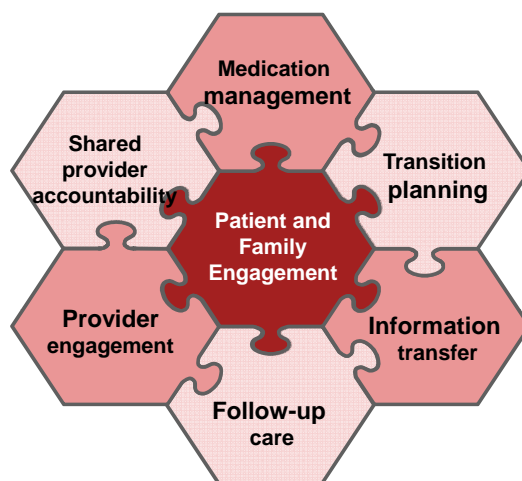 Medication
management
Shared
provider
accountability
Transition
planning
Patient and
Family
Engagement
Provider
engagement
Information
transfer
Follow-up
care